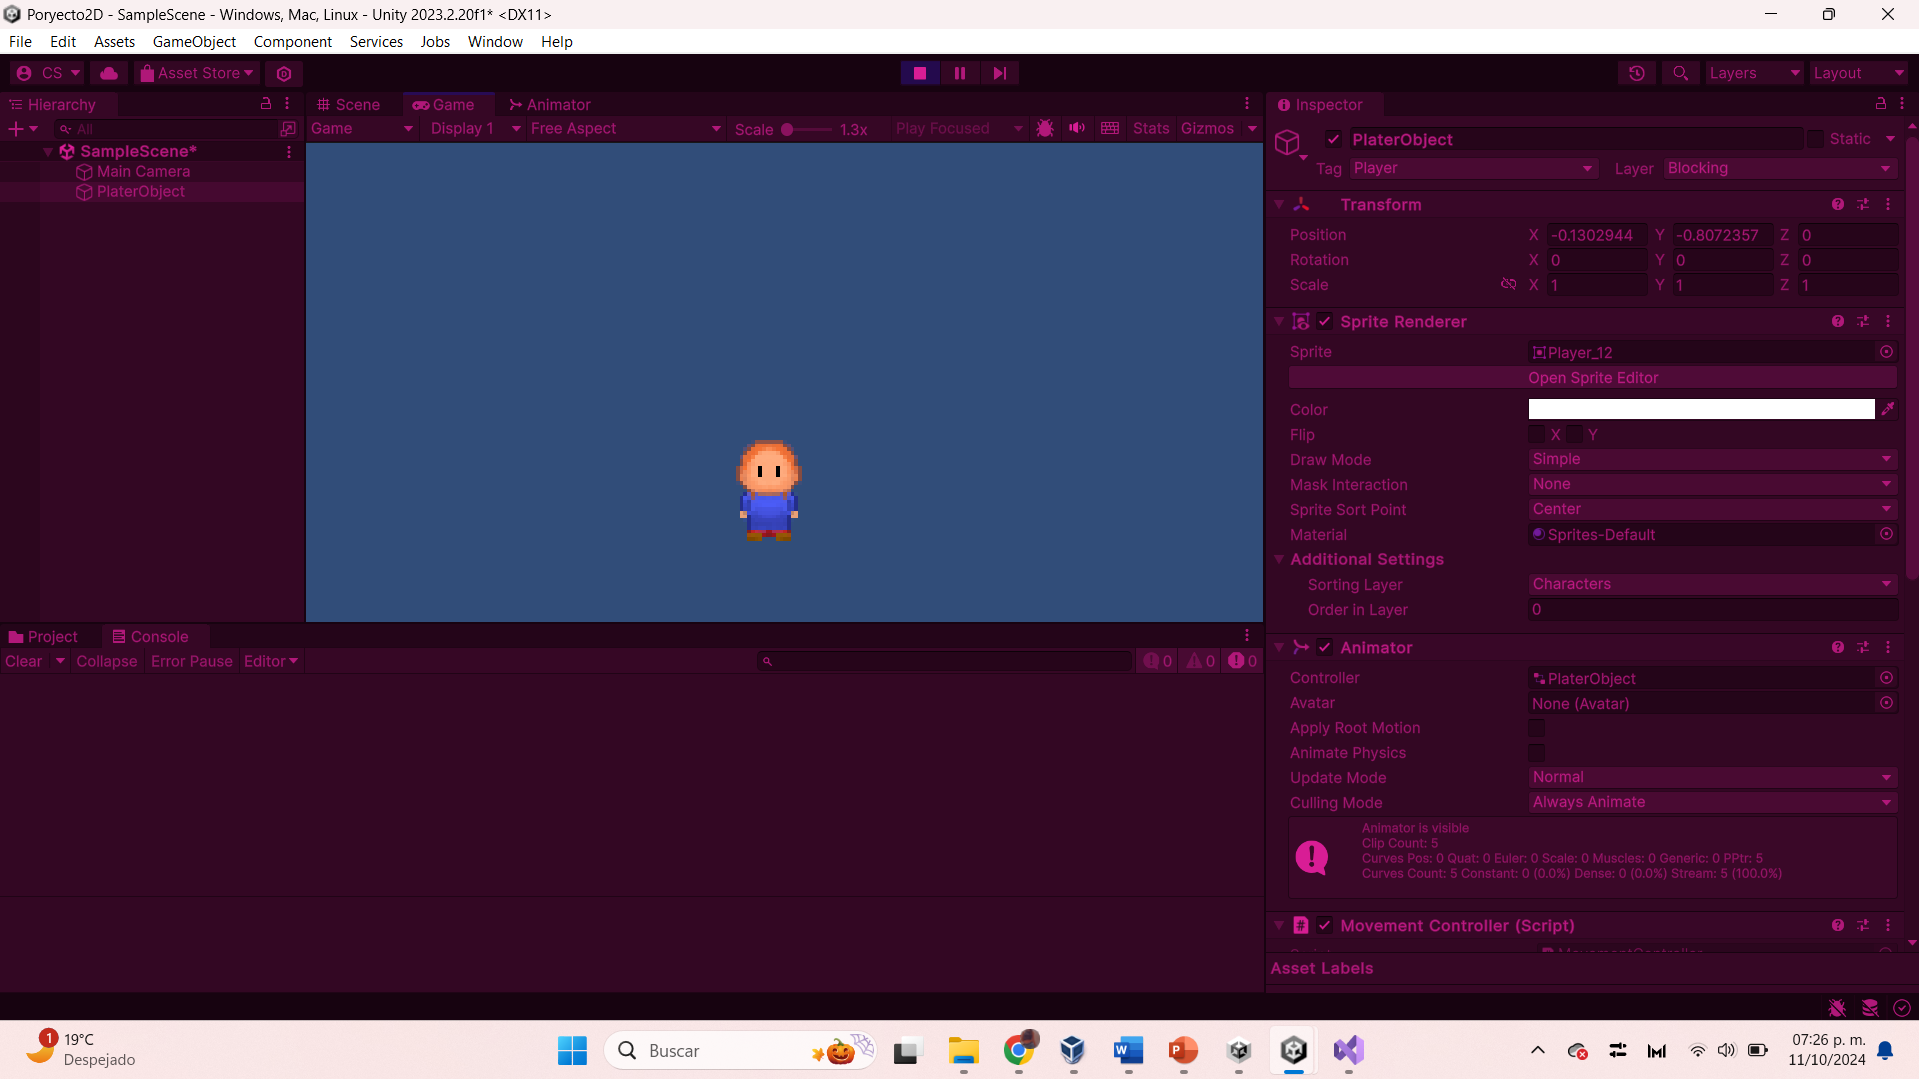 Poryecto2D - SampleScene - Windows, Mac, Linux - Unity 2023.2.20f1* <DX11>
File Edit Assets GameObject Component Services Jobs Window Help
CS Asset Store Layers Layout
Hierarchy Scene Game Animator Inspector
All Game Display 1 Free Aspect Scale 1.3x Play Focused Stats Gizmos
PlaterObject Static
SampleScene*
Main Camera Tag Player Layer Blocking
PlaterObject
Transform
Position X -0.1302944 Y -0.8072357 Z 0
Rotation X 0 Y 0 Z 0
Scale X 1 Y 1 Z 1
Sprite Renderer
Sprite Player_12
Open Sprite Editor
Color
Flip X Y
Draw Mode Simple
Mask Interaction None
Sprite Sort Point Center
Material Sprites-Default
Additional Settings
Sorting Layer Characters
Order in Layer 0
Project Console
Clear Collapse Error Pause Editor 0 0 0
Animator
Controller PlaterObject
Avatar None (Avatar)
Apply Root Motion
Animate Physics
Update Mode Normal
Culling Mode Always Animate
Animator is visible
Clip Count: 5
Curves Pos: 0 Quat: 0 Euler: 0 Scale: 0 Muscles: 0 Generic: 0 PPtr: 5
Curves Count: 5 Constant: 0 (0.0%) Dense: 0 (0.0%) Stream: 5 (100.0%)
Movement Controller (Script)
Asset Labels
1 19°C
Despejado
Buscar
07:26 p. m.
11/10/2024